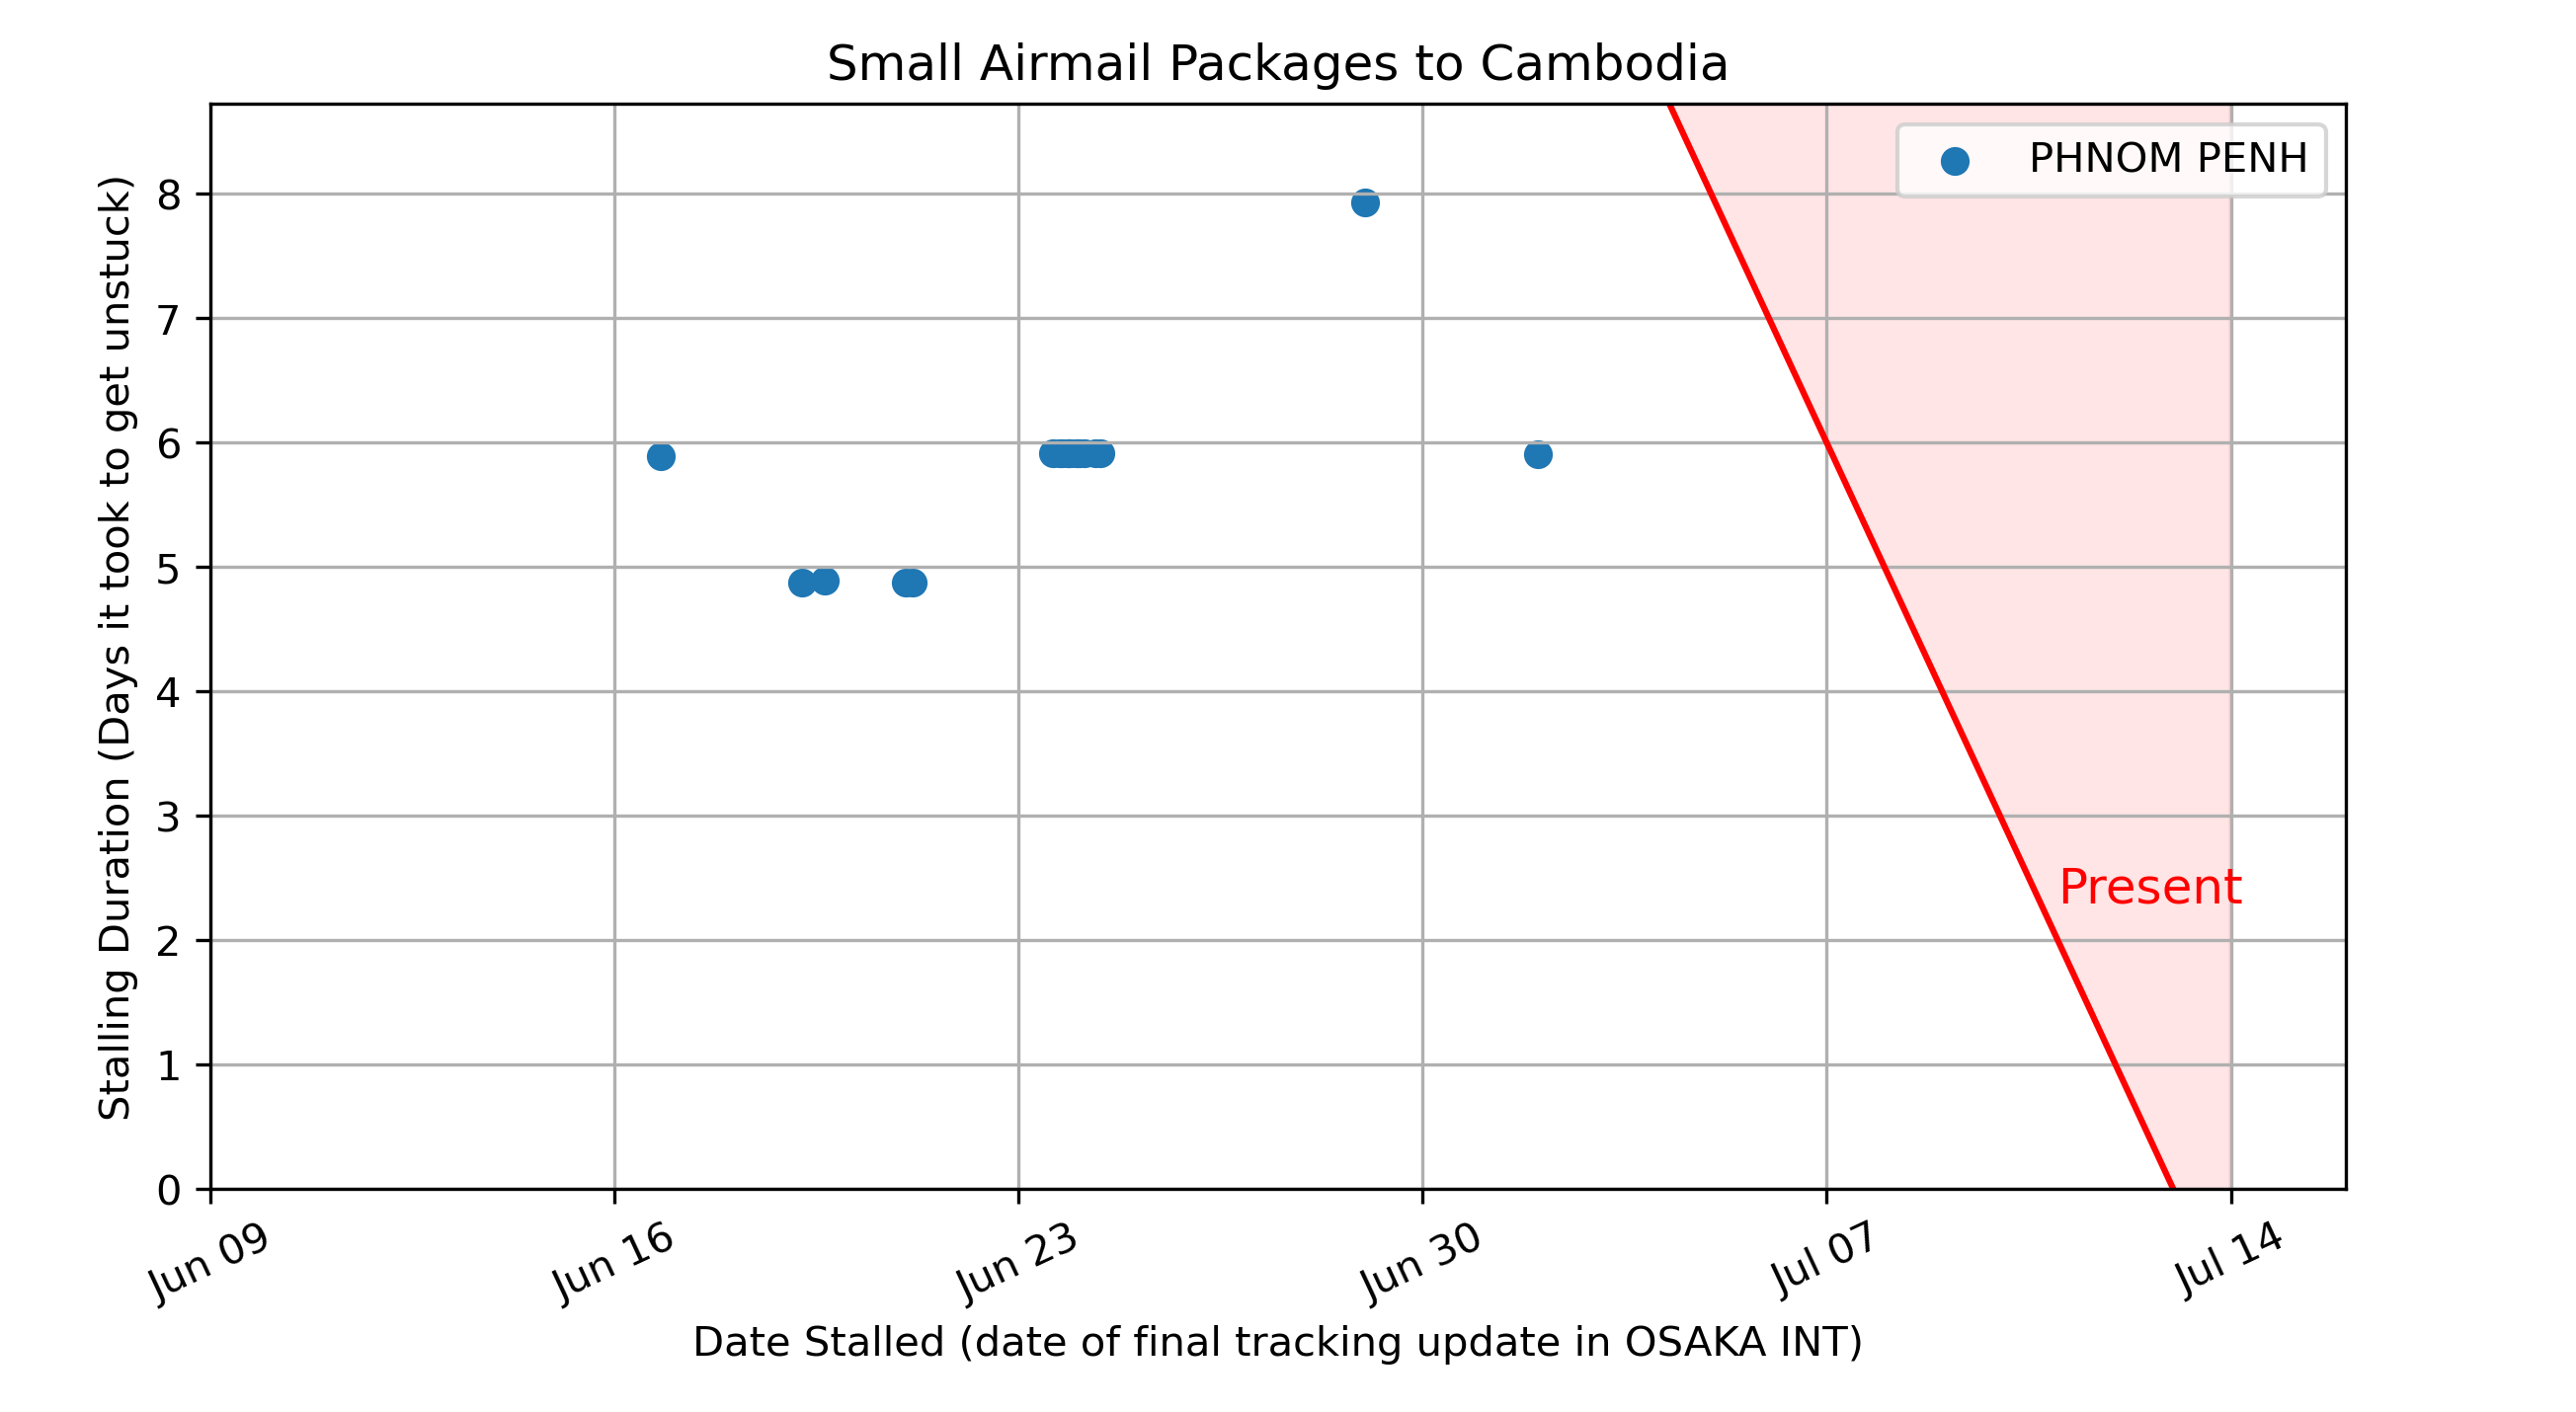 Small Airmail Packages to Cambodia
PHNOM PENH
Stalling Duration (Days it took to get unstuck)
8
7
6
5
4
3
2
1
0
Present
Jun 09
Jun 16
Jun 23
Jun 30
Jul 07
Jul 14
Date Stalled (date of final tracking update in OSAKA INT)